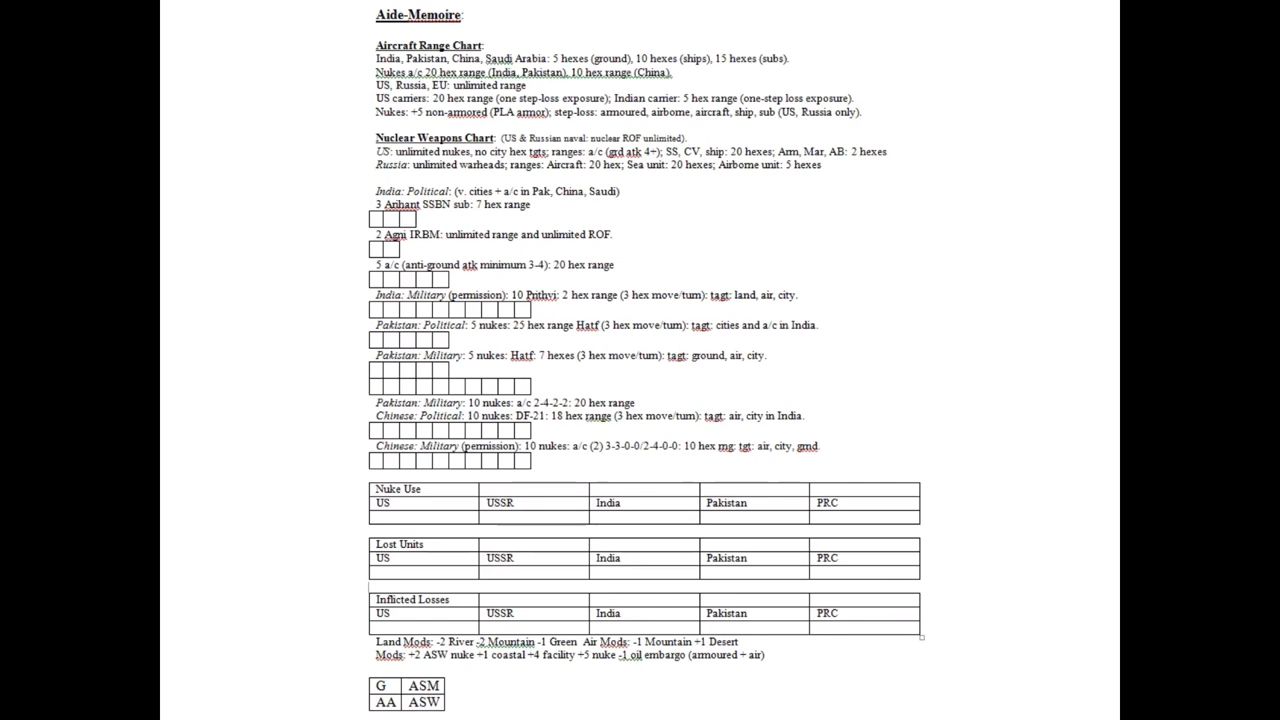 Aide-Memoire:
Aircraft Range Chart:
India, Pakistan, China, Saudi Arabia: 5 hexes (ground), 10 hexes (ships), 15 hexes (subs).
Nukes a/c 20 hex range (India, Pakistan), 10 hex range (China).
US, Russia, EU: unlimited range
US carriers: 20 hex range (one step-loss exposure); Indian carrier: 5 hex range (one-step loss exposure).
Nukes: +5 non-armored (PLA armor); step-loss: armoured, airborne, aircraft, ship, sub (US, Russia only).
Nuclear Weapons Chart: (US & Russian naval: nuclear ROF unlimited).
US: unlimited nukes, no city hex tgts; ranges: a/c (grd atk 4+); SS, CV, ship: 20 hexes; Arm, Mar, AB: 2 hexes
Russia: unlimited warheads; ranges: Aircraft: 20 hex; Sea unit: 20 hexes; Airborne unit: 5 hexes
India: Political: (v. cities + a/c in Pak, China, Saudi)
3 Arihant SSBN sub: 7 hex range
2 Agni IRBM: unlimited range and unlimited ROF.
5 a/c (anti-ground atk minimum 3-4): 20 hex range
India: Military (permission): 10 Prithvi: 2 hex range (3 hex move/turn): tagt: land, air, city.
Pakistan: Political: 5 nukes: 25 hex range Hatf (3 hex move/turn): tagt: cities and a/c in India.
Pakistan: Military: 5 nukes: Hatf: 7 hexes (3 hex move/turn): tagt: ground, air, city.
Pakistan: Military: 10 nukes: a/c 2-4-2-2: 20 hex range
Chinese: Political: 10 nukes: DF-21: 18 hex range (3 hex move/turn): tagt: air, city in India.
Chinese: Military (permission): 10 nukes: a/c (2) 3-3-0-0/2-4-0-0: 10 hex rng: tgt: air, city, grnd.
Nuke Use
US USSR India Pakistan PRC
Lost Units
US USSR India Pakistan PRC
Inflicted Losses
US USSR India Pakistan PRC
Land Mods: -2 River -2 Mountain -1 Green Air Mods: -1 Mountain +1 Desert
Mods: +2 ASW nuke +1 coastal +4 facility +5 nuke -1 oil embargo (armoured + air)
G ASM
AA ASW